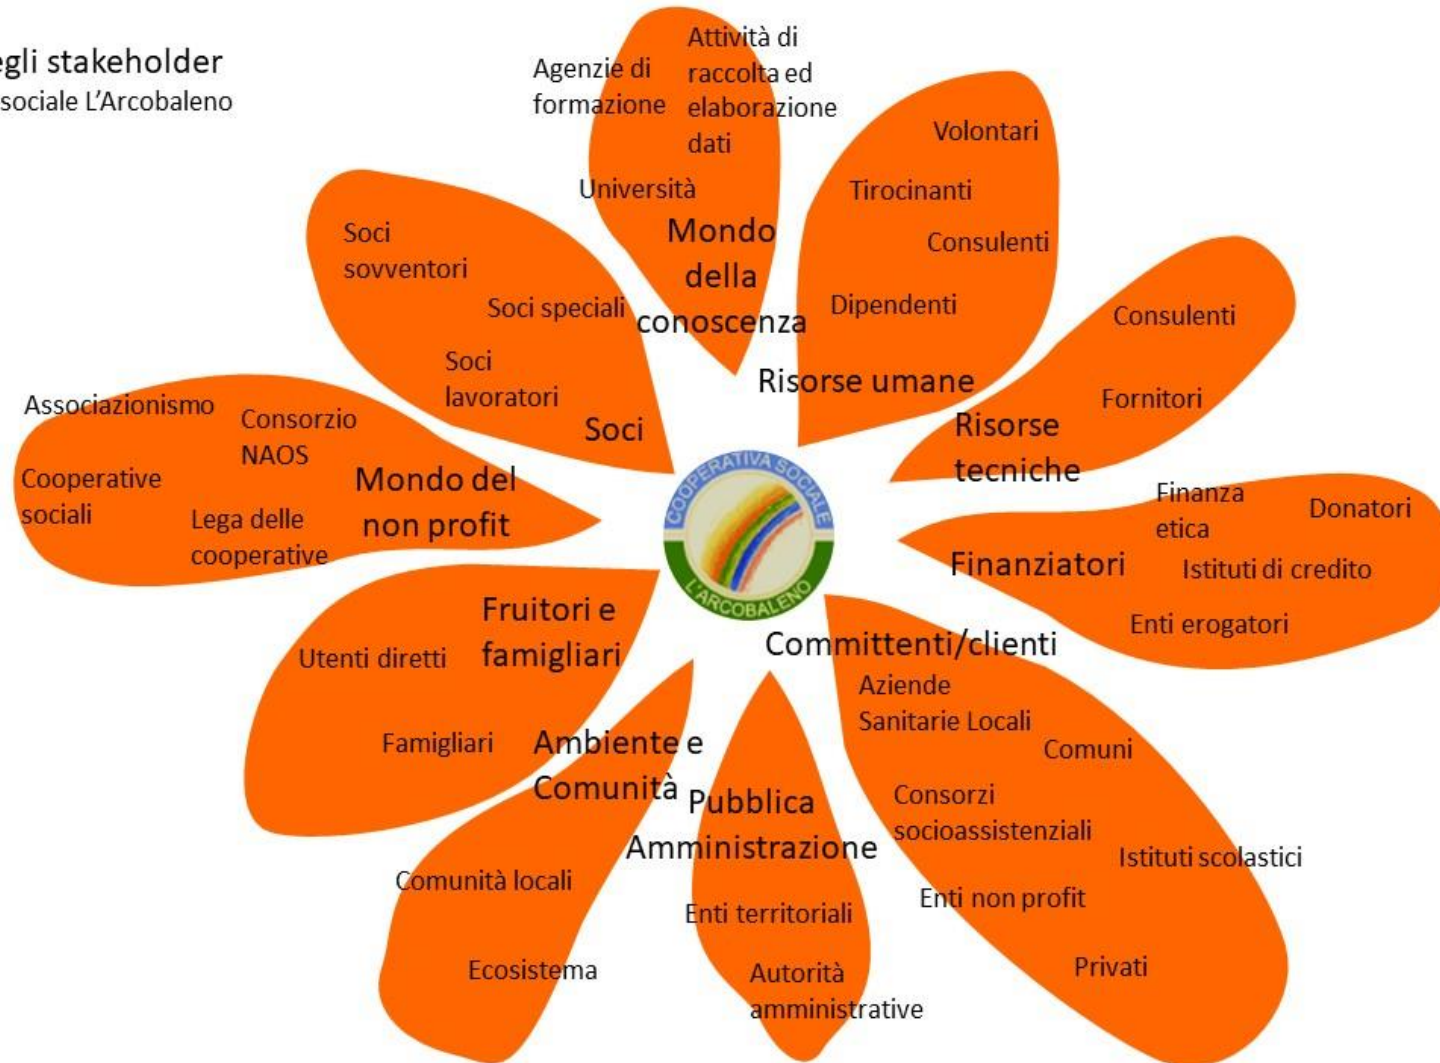 egli stakeholder
sociale L'Arcobaleno
Agenzie di
formazione
Attività di
raccolta ed
elaborazione
dati
Università
Mondo
della
conoscenza
Volontari
Tirocinanti
Consulenti
Dipendenti
Risorse umane
Consulenti
Fornitori
Risorse
tecniche
Finanza
etica
Donatori
Finanziatori
Istituti di credito
Enti erogatori
Committenti/clienti
Aziende
Sanitarie Locali
Comuni
Consorzi
socioassistenziali
Istituti scolastici
Enti non profit
Privati
Pubblica
Amministrazione
Enti territoriali
Autorità
amministrative
Ambiente e
Comunità
Comunità locali
Ecosistema
Fruitori e
famigliari
Utenti diretti
Famigliari
Associazionismo
Consorzio
NAOS
Cooperative
sociali
Lega delle
cooperative
Mondo del
non profit
Soci
sovventori
Soci speciali
Soci
lavoratori
Soci
COOPERATIVA SOCIALE
L'ARCOBALENO